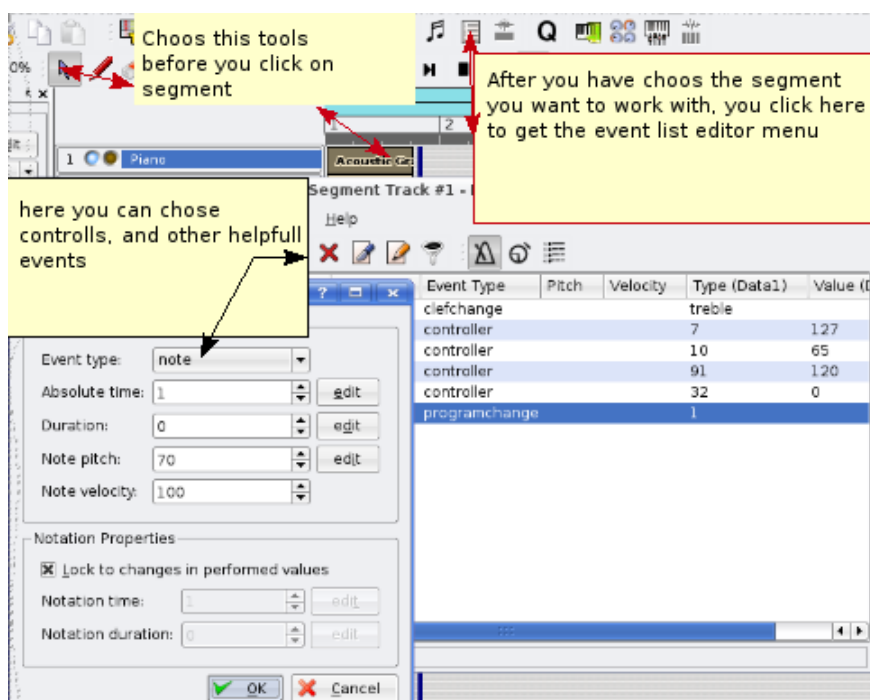 Choos this tools
before you click on
segment
After you have choos the segment
you want to work with, you click here
to get the event list editor menu
0%
2
1 Piano
Acoustic Gr
Segment Track #1 -
here you can chose
controlls, and other helpfull
events
Help
Event Type Pitch Velocity Type (Data1) Value (D
clefchange treble
controller 7 127
controller 10 65
controller 91 120
controller 32 0
programchange 1
Event type: note
Absolute time: 1 edit
Duration: 0 edit
Note pitch: 70 edit
Note velocity: 100
Notation Properties
Lock to changes in performed values
Notation time: 1 edit
Notation duration: 0 edit
OK Cancel